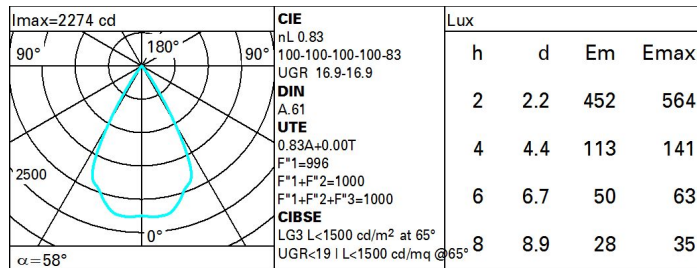 Imax=2274 cd
90° 180° 90°
2500
0°
α=58°
CIE
nL 0.83
100-100-100-100-83
UGR 16.9-16.9
DIN
A.61
UTE
0.83A+0.00T
F"1=996
F"1+F"2=1000
F"1+F"2+F"3=1000
CIBSE
LG3 L<1500 cd/m² at 65°
UGR<19 | L<1500 cd/mq @65°
Lux
h d Em Emax
2 2.2 452 564
4 4.4 113 141
6 6.7 50 63
8 8.9 28 35